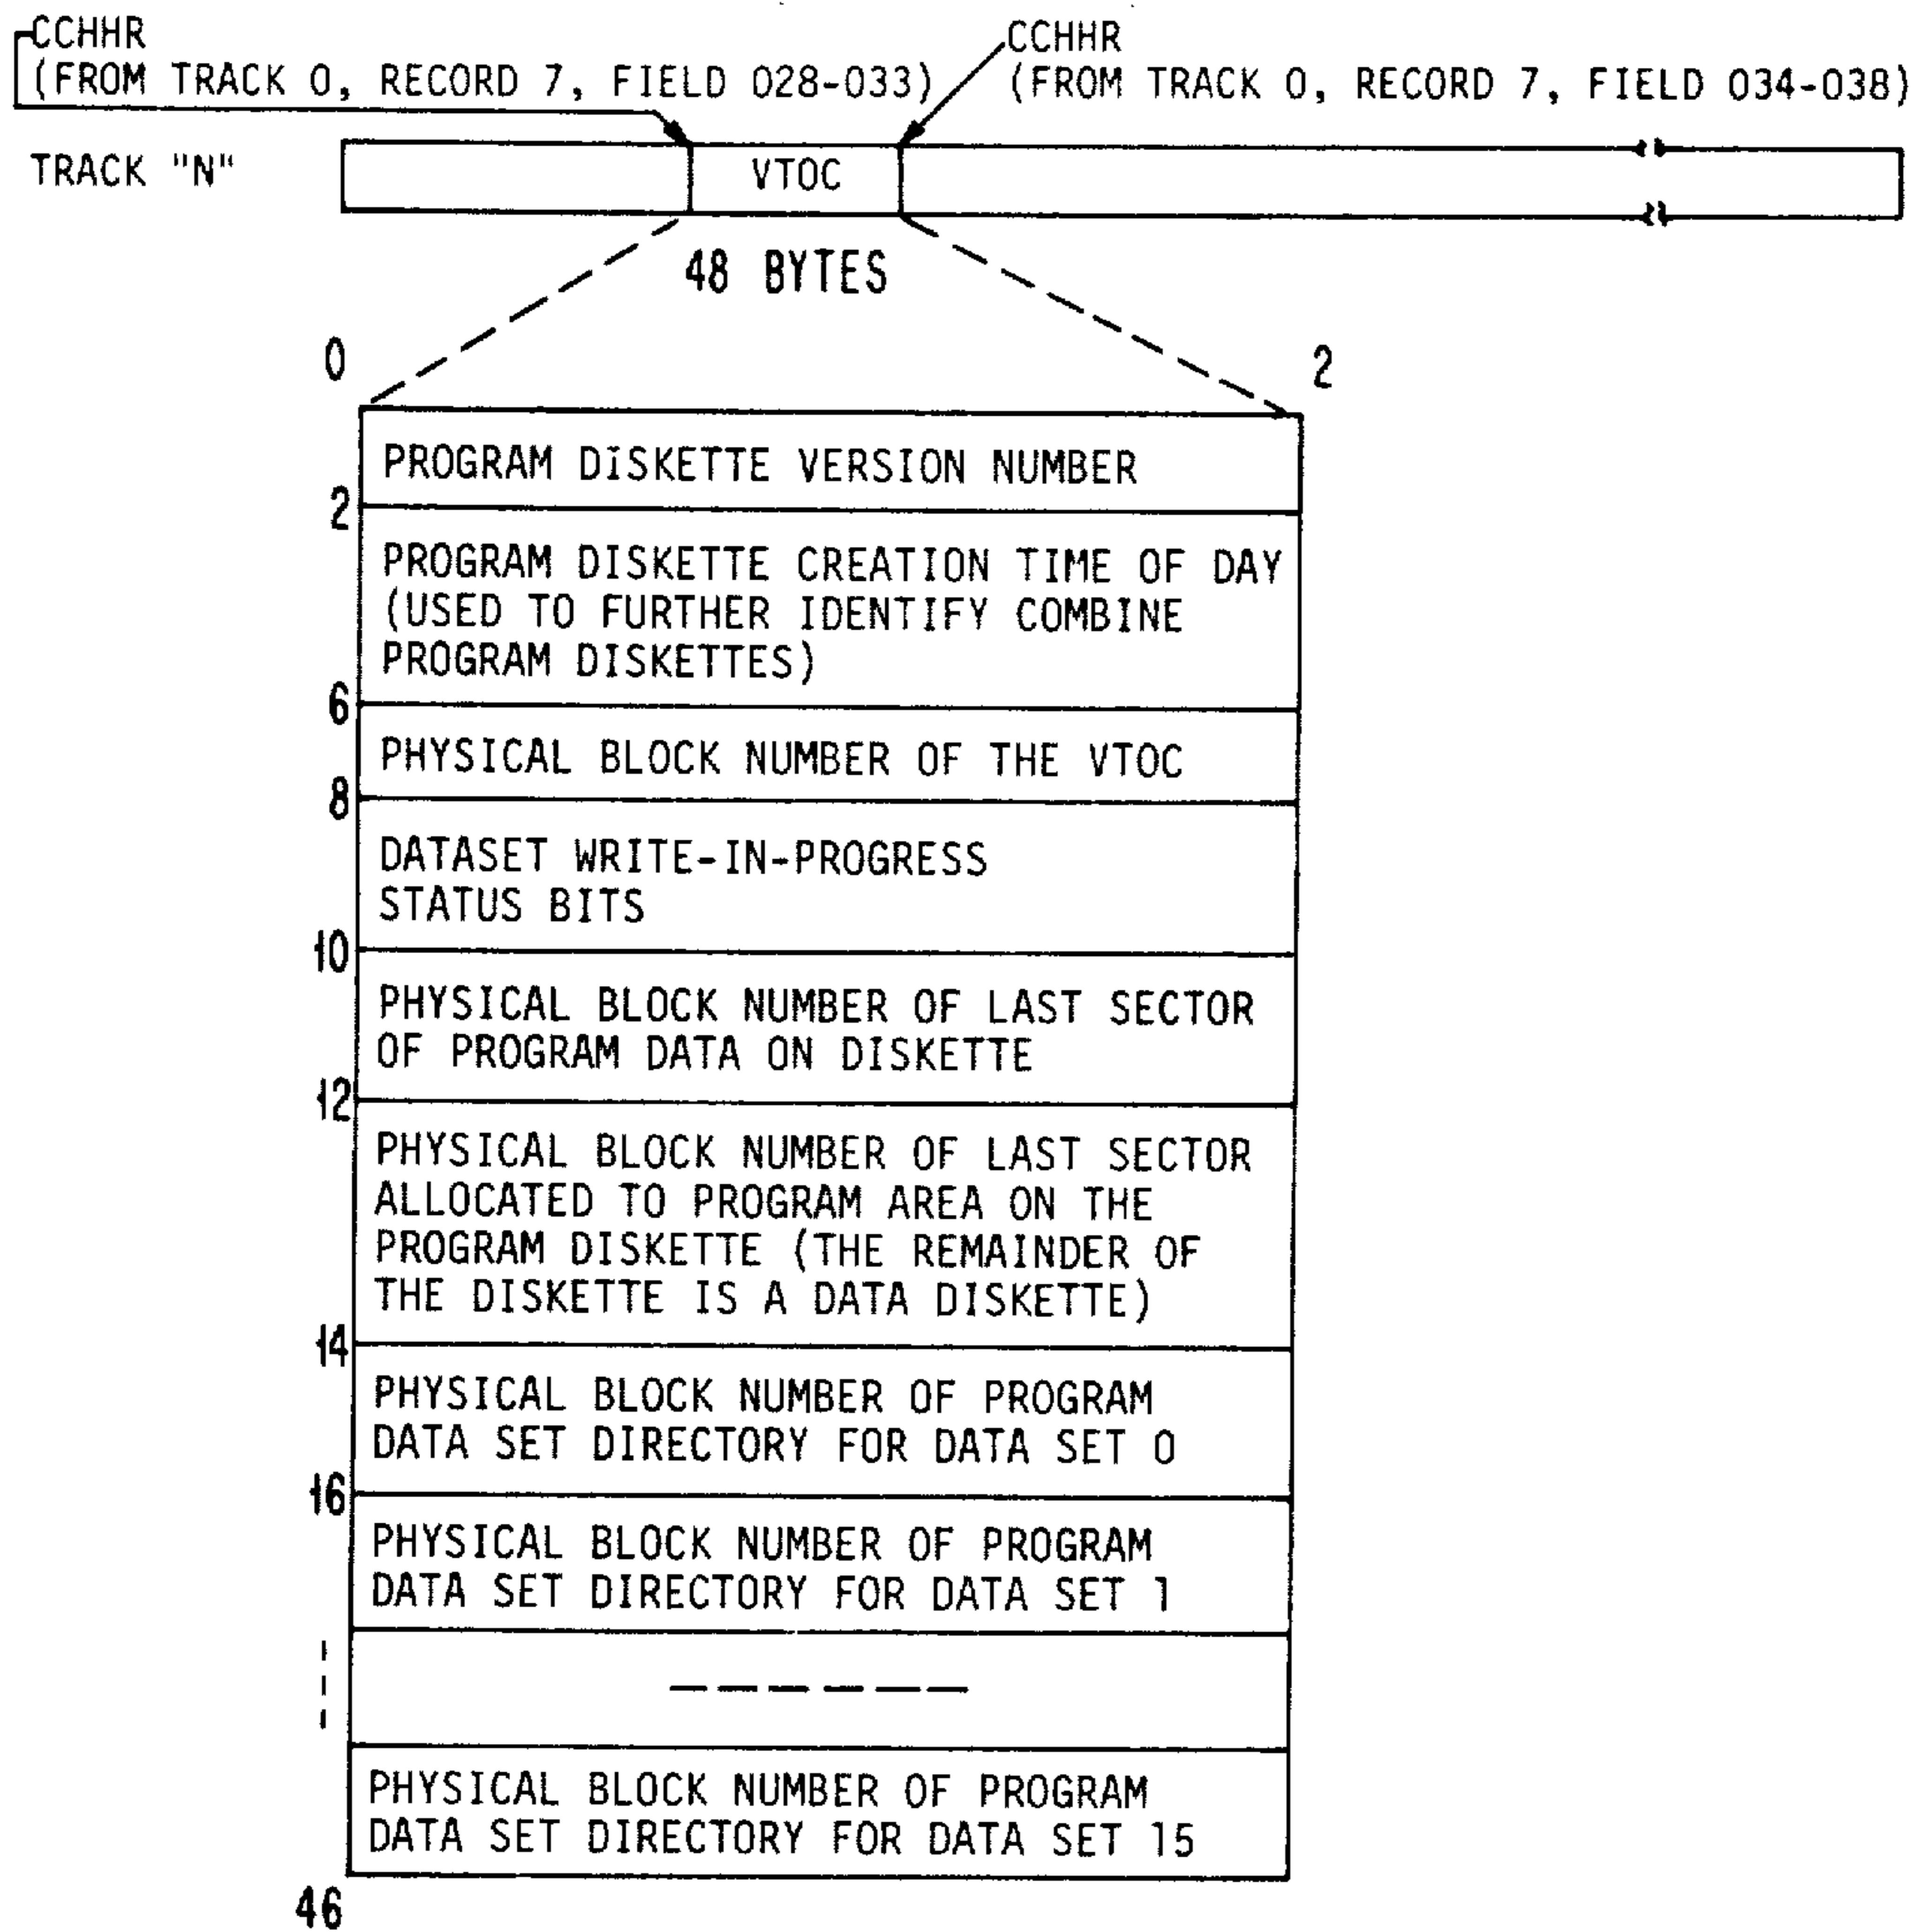 CCHHR
(FROM TRACK 0, RECORD 7, FIELD 028-033)
CCHHR
(FROM TRACK 0, RECORD 7, FIELD 034-038)
TRACK "N"
VTOC
48 BYTES
0
2
PROGRAM DISKETTE VERSION NUMBER
2
PROGRAM DISKETTE CREATION TIME OF DAY
(USED TO FURTHER IDENTIFY COMBINE
PROGRAM DISKETTES)
6
PHYSICAL BLOCK NUMBER OF THE VTOC
8
DATASET WRITE-IN-PROGRESS
STATUS BITS
10
PHYSICAL BLOCK NUMBER OF LAST SECTOR
OF PROGRAM DATA ON DISKETTE
12
PHYSICAL BLOCK NUMBER OF LAST SECTOR
ALLOCATED TO PROGRAM AREA ON THE
PROGRAM DISKETTE (THE REMAINDER OF
THE DISKETTE IS A DATA DISKETTE)
14
PHYSICAL BLOCK NUMBER OF PROGRAM
DATA SET DIRECTORY FOR DATA SET 0
16
PHYSICAL BLOCK NUMBER OF PROGRAM
DATA SET DIRECTORY FOR DATA SET 1
PHYSICAL BLOCK NUMBER OF PROGRAM
DATA SET DIRECTORY FOR DATA SET 15
46